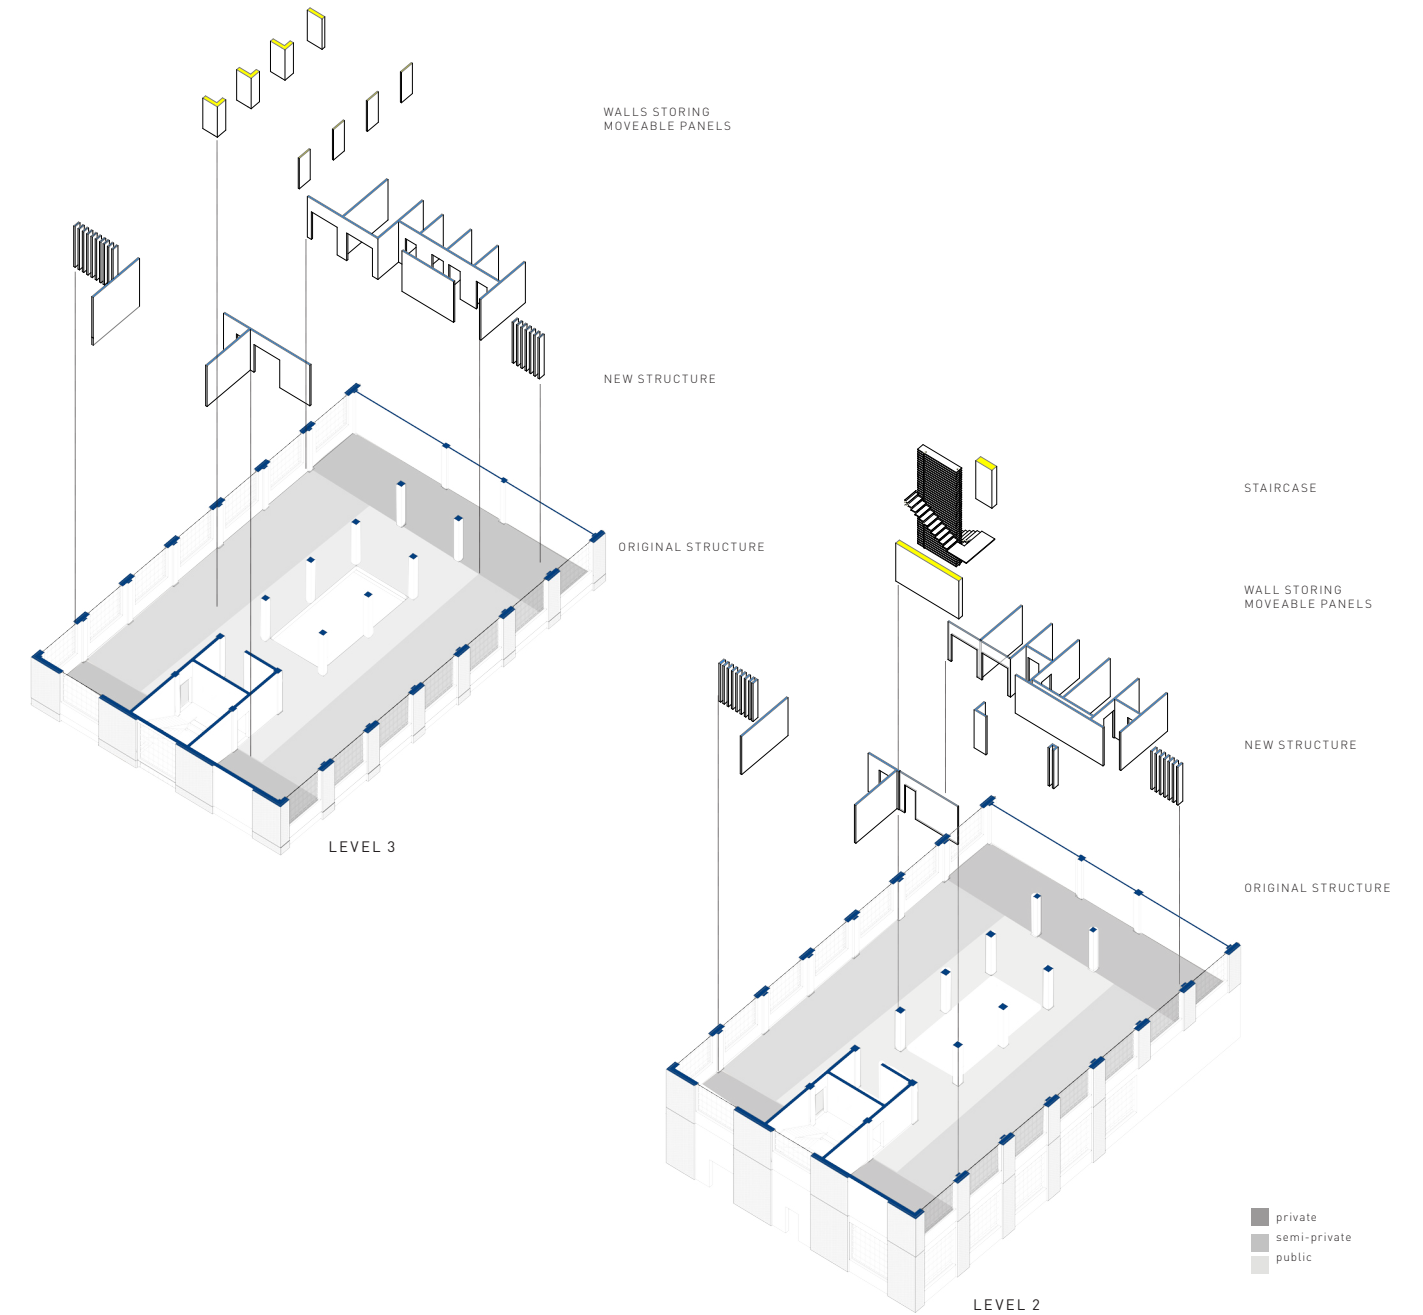 WALLS STORING
MOVEABLE PANELS
NEW STRUCTURE
ORIGINAL STRUCTURE
LEVEL 3
STAIRCASE
WALL STORING
MOVEABLE PANELS
NEW STRUCTURE
ORIGINAL STRUCTURE
private
semi-private
public
LEVEL 2